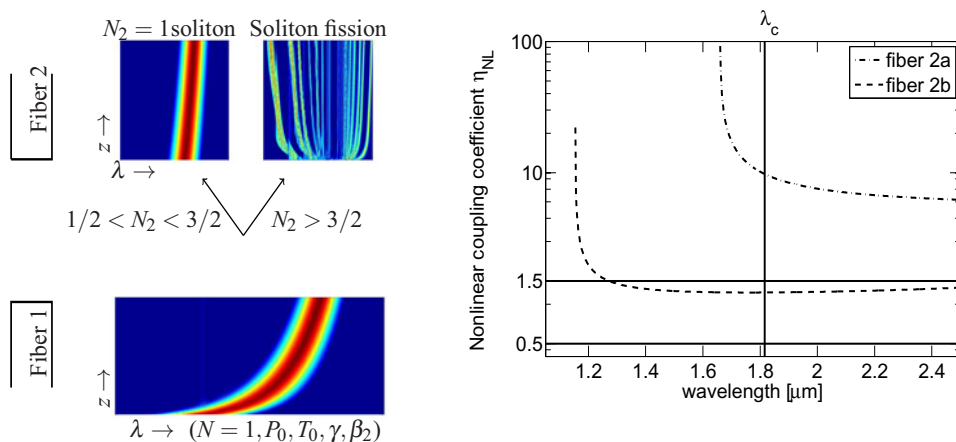 N₂ = 1soliton Soliton fission
Fiber 2
z →
λ →
1/2 < N₂ < 3/2 N₂ > 3/2
Fiber 1
z →
λ → (N = 1, P₀, T₀, γ, β₂)
λc
100
10
1.5
0.5
Nonlinear coupling coefficient ηNL
fiber 2a
fiber 2b
1.2 1.4 1.6 1.8 2 2.2 2.4
wavelength [μm]